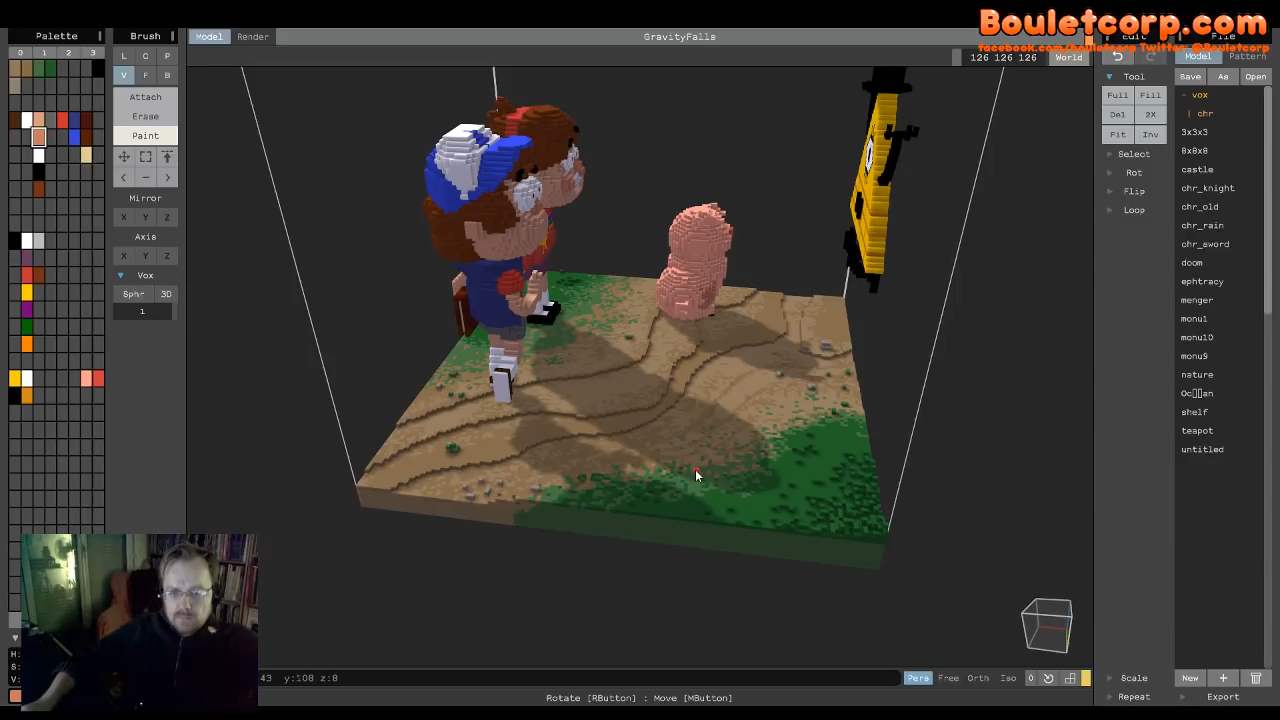 Bouletcorp.com
facebook.com/bouletcorp Twitter: @Bouletcorp
Palette
Brush
Model
Render
GravityFalls
Edit
File
0 1 2 3
L C P
126 126 126
World
Model
Pattern
V F B
Tool
Save
As
Open
Attach
Full
Fill
- vox
Erase
Del
2X
| chr
Paint
Fit
Inv
3x3x3
Select
8x8x8
Rot
castle
Mirror
Flip
chr_knight
X Y Z
Loop
chr_old
Axis
chr_rain
X Y Z
chr_sword
Vox
doom
Sphr
3D
ephtracy
1
menger
monu1
monu10
monu9
nature
Oc▯▯an
shelf
teapot
untitled
H:
S:
V:
43 y:108 z:8
Pers
Free
Orth
Iso
0
Scale
New
+
Rotate [RButton] : Move [MButton]
Repeat
Export